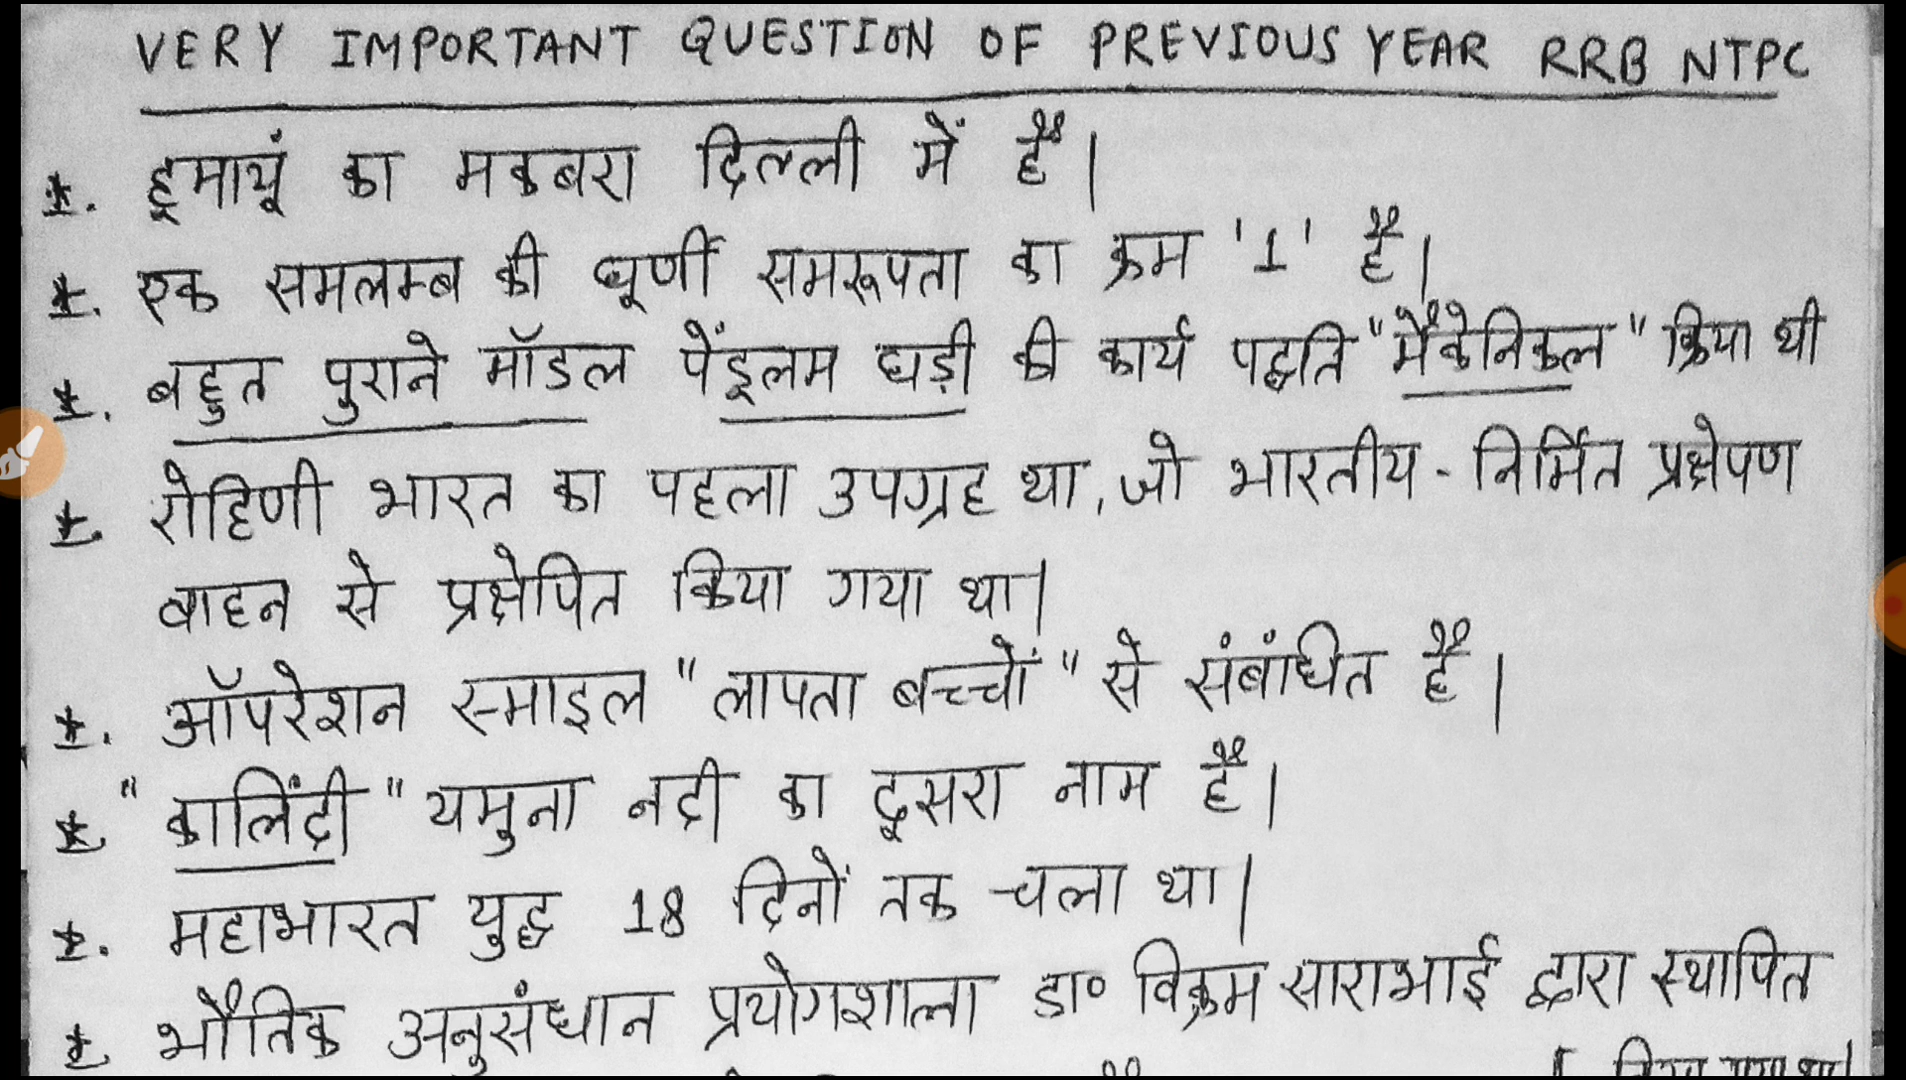 VERY IMPORTANT QUESTION OF PREVIOUS YEAR RRB NTPC
*. हूमायूं का मकबरा दिल्ली में है।
*. एक समलम्ब की घूर्णी समरूपता का क्रम '1' है।
*. बहुत पुराने मॉडल पेंडूलम घड़ी की कार्य पद्धति "मैकेनिकल" क्रिया थी
*. रोहिणी भारत का पहला उपग्रह था, जो भारतीय - निर्मित प्रक्षेपण
वाहन से प्रक्षेपित किया गया था।
*. ऑपरेशन स्माइल "लापता बच्चों" से संबंधित है।
*. "कालिंदी" यमुना नदी का दूसरा नाम है।
*. महाभारत युद्ध 18 दिनों तक चला था।
*. भौतिक अनुसंधान प्रयोगशाला डा० विक्रम साराभाई द्वारा स्थापित
[ किया गया था।